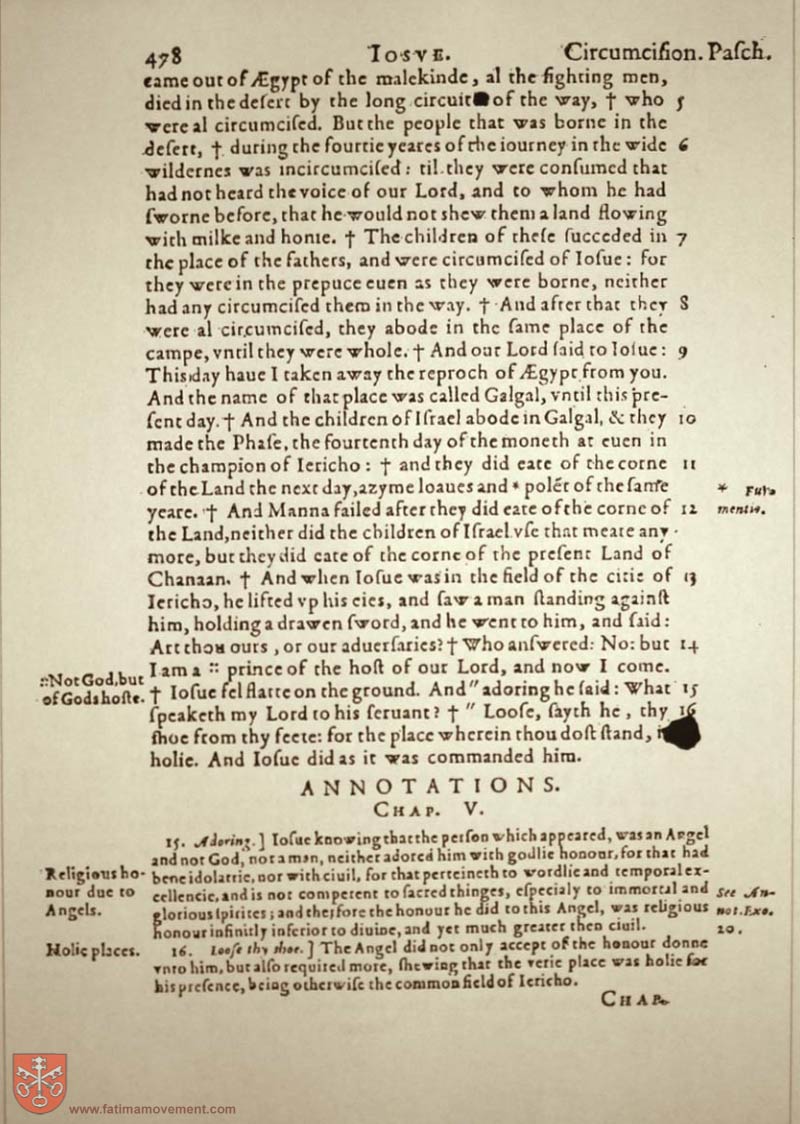 478 IOSVE. Circumcision. Pasch.
came out of Ægypt of the malekinde, al the fighting men,
died in the desert by the long circuit of the way, † who 5
were al circumcised. But the people that was borne in the
desert, † during the fourtie yeares of the iourney in the wide 6
wildernes was incircumcised: til they were consumed that
had not heard the voice of our Lord, and to whom he had
sworne before, that he would not shew them a land flowing
with milke and honie. † The children of these succeded in 7
the place of the fathers, and were circumcised of Iosue: for
they were in the prepuce euen as they were borne, neither
had any circumcised them in the way. † And after that they 8
were al circumcised, they abode in the same place of the
campe, vntil they were whole. † And our Lord said to Iosue: 9
This day haue I taken away the reproch of Ægypt from you.
And the name of that place was called Galgal, vntil this pre-
sent day. † And the children of Israel abode in Galgal, & they 10
made the Phase, the fourtenth day of the moneth at euen in
the champion of Iericho: † and they did eate of the corne 11
of the Land the next day, azyme loaues and * polēt of the same * Fura
yeare. † And Manna failed after they did eate of the corne of 12 mentis.
the Land, neither did the children of Israel vse that meate any
more, but they did eate of the corne of the present Land of
Chanaan. † And when Iosue was in the field of the citie of 13
Iericho, he lifted vp his eies, and saw a man standing against
him, holding a drawen sword, and he went to him, and said:
Art thou ours, or our aduersaries? † Who answered: No: but 14
:: Not God, but I am a :: prince of the host of our Lord, and now I come.
of Gods hoste. † Iosue fel flatte on the ground. And " adoring he said: What 15
speaketh my Lord to his seruant? † " Loose, sayth he, thy 16
shoe from thy feete: for the place wherein thou dost stand,
holie. And Iosue did as it was commanded him.
ANNOTATIONS.
CHAP. V.
15. Adoring.] Iosue knowing that the person which appeared, was an Angel
and not God, not a man, neither adored him with godlie honour, for that had
Religious ho- bene idolatrie, nor with ciuil, for that perteineth to wordlie and temporal ex-
nour due to cellencie, and is not competent to sacred thinges, especialy to immortal and See An-
Angels. glorious spirites; and therfore the honour he did to this Angel, was religious not. Exo.
honour infinitly inferior to diuine, and yet much greater then ciuil. 20.
Holie places. 16. Loose thy shoe.] The Angel did not only accept of the honour donne
vnto him, but also required more, shewing that the verie place was holie for
his presence, being otherwise the common field of Iericho.
CHAP.
www.fatimamovement.com